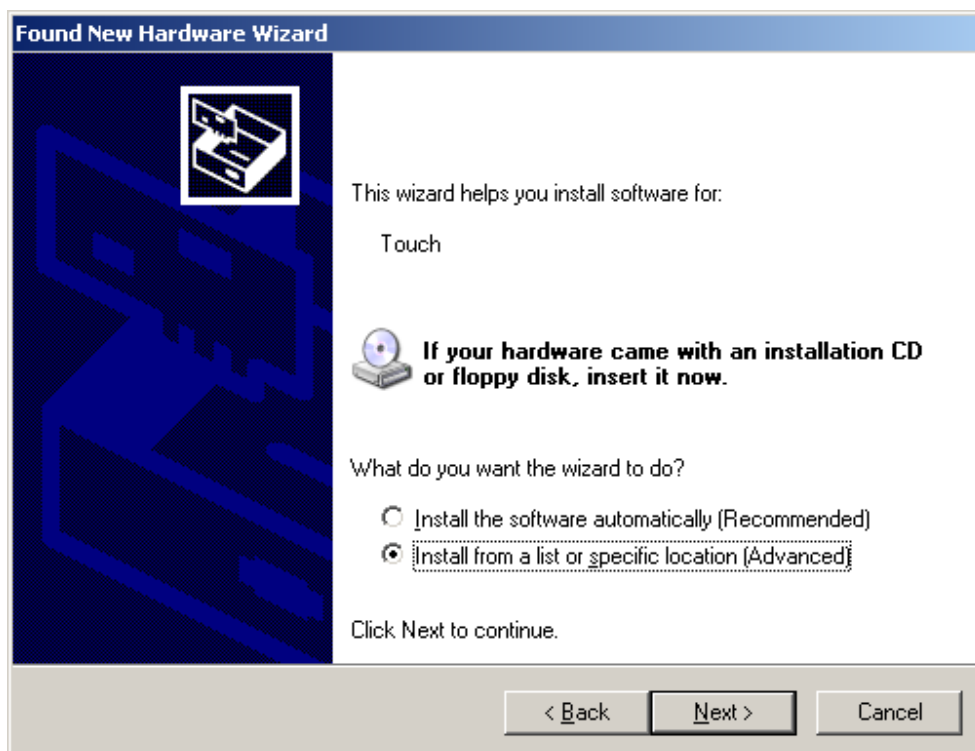 Found New Hardware Wizard
This wizard helps you install software for:
Touch
If your hardware came with an installation CD
or floppy disk, insert it now.
What do you want the wizard to do?
Install the software automatically (Recommended)
Install from a list or specific location (Advanced)
Click Next to continue.
< Back Next > Cancel